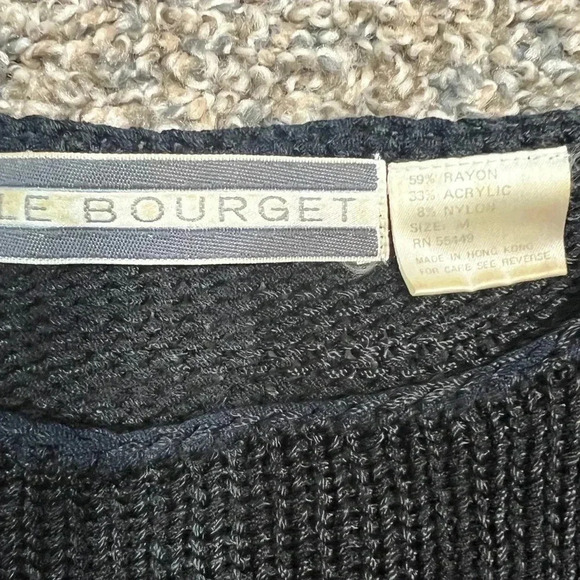 LE BOURGET
59% RAYON
33% ACRYLIC
8% NYLON
SIZE: M
RN 55449
MADE IN HONG KONG
FOR CARE SEE REVERSE